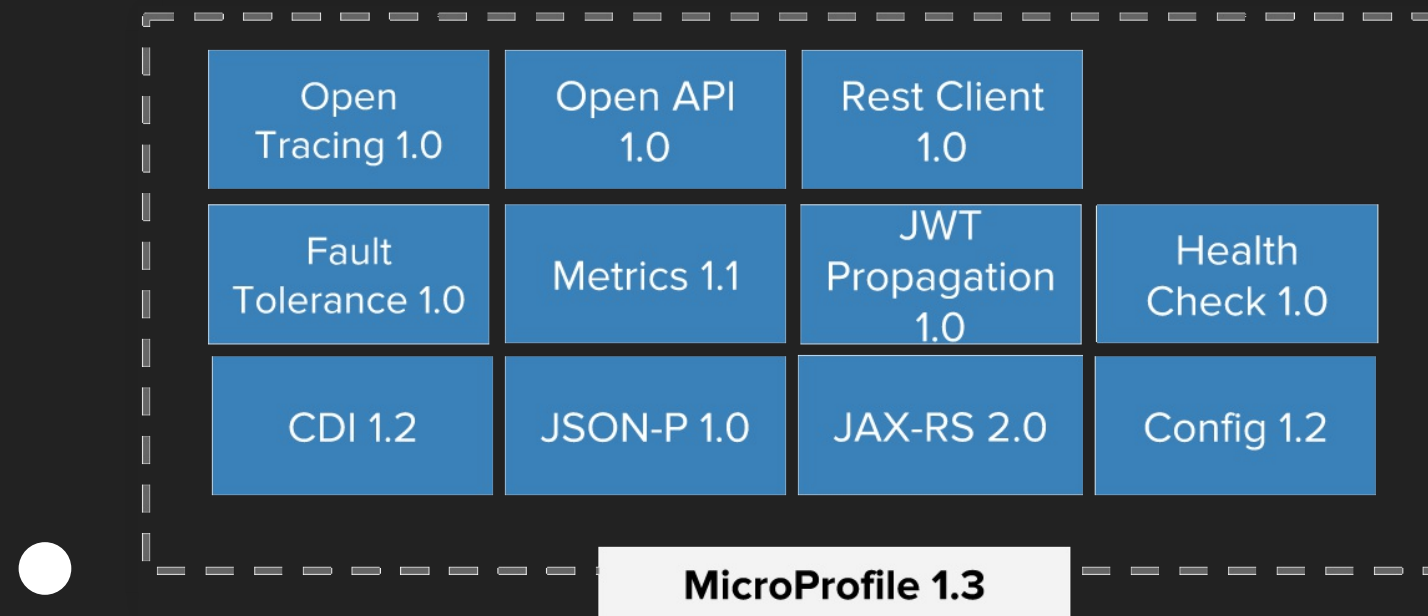 Open
Tracing 1.0
Open API
1.0
Rest Client
1.0
Fault
Tolerance 1.0
Metrics 1.1
JWT
Propagation
1.0
Health
Check 1.0
CDI 1.2
JSON-P 1.0
JAX-RS 2.0
Config 1.2
MicroProfile 1.3